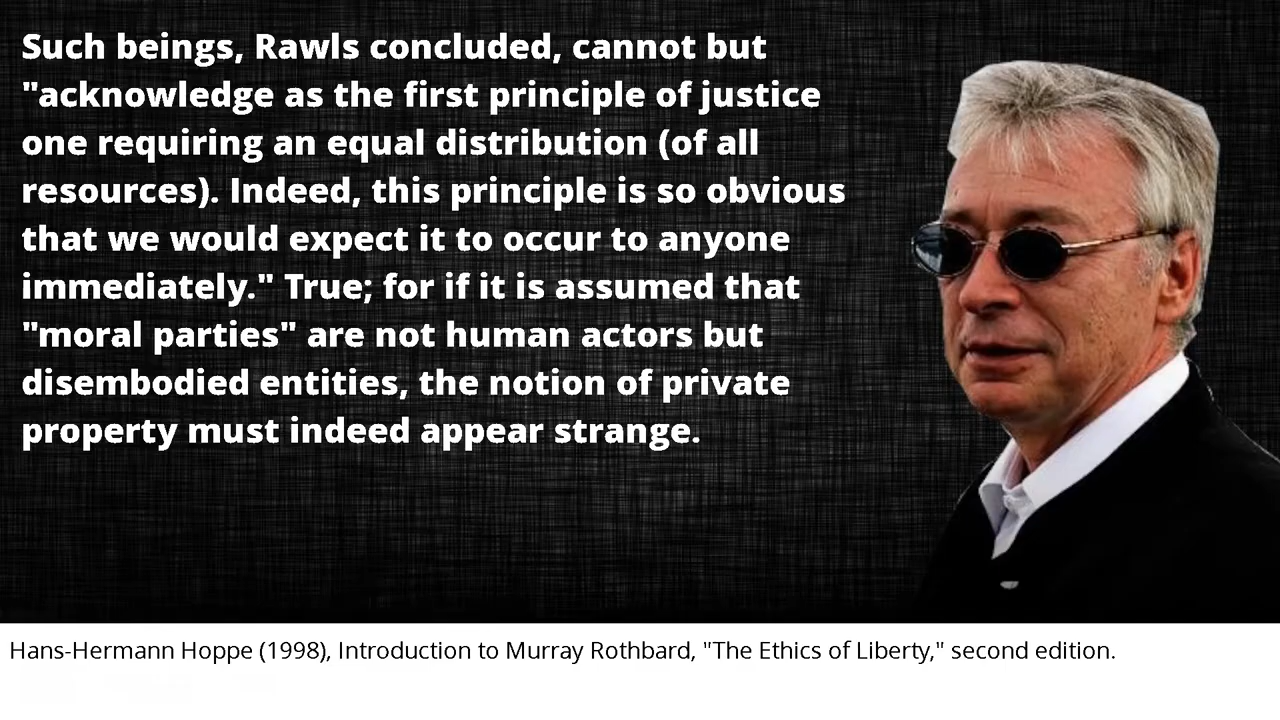 Such beings, Rawls concluded, cannot but
"acknowledge as the first principle of justice
one requiring an equal distribution (of all
resources). Indeed, this principle is so obvious
that we would expect it to occur to anyone
immediately." True; for if it is assumed that
"moral parties" are not human actors but
disembodied entities, the notion of private
property must indeed appear strange.
Hans-Hermann Hoppe (1998), Introduction to Murray Rothbard, "The Ethics of Liberty," second edition.